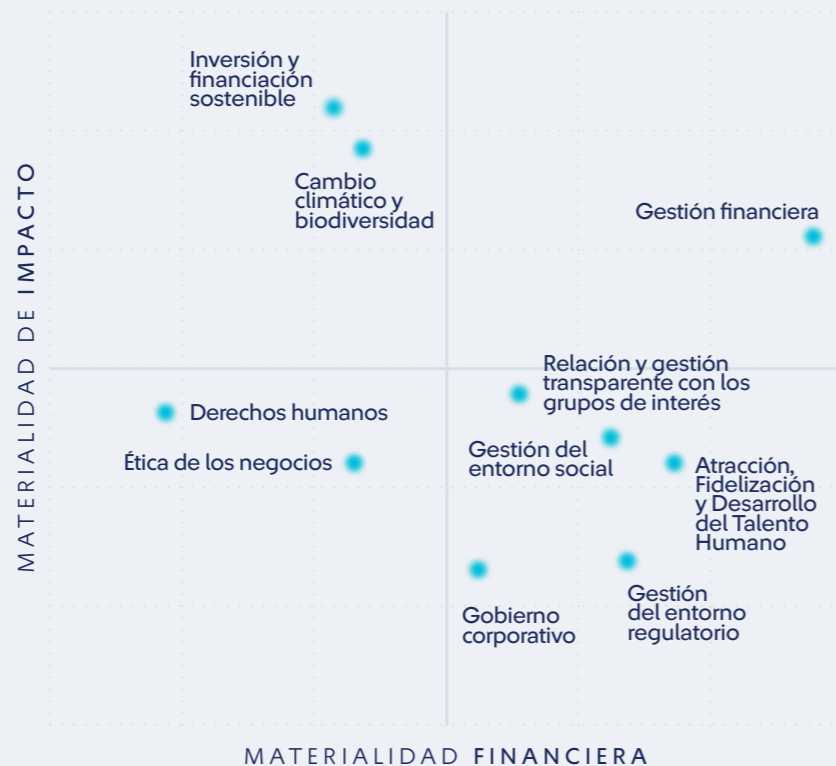 Inversión y
financiación
sostenible
Cambio
climático y
biodiversidad
Gestión financiera
MATERIALIDAD DE IMPACTO
Relación y gestión
transparente con los
grupos de interés
Derechos humanos
Gestión del
entorno social
Ética de los negocios
Atracción,
Fidelización
y Desarrollo
del Talento
Humano
Gobierno
corporativo
Gestión
del entorno
regulatorio
MATERIALIDAD FINANCIERA